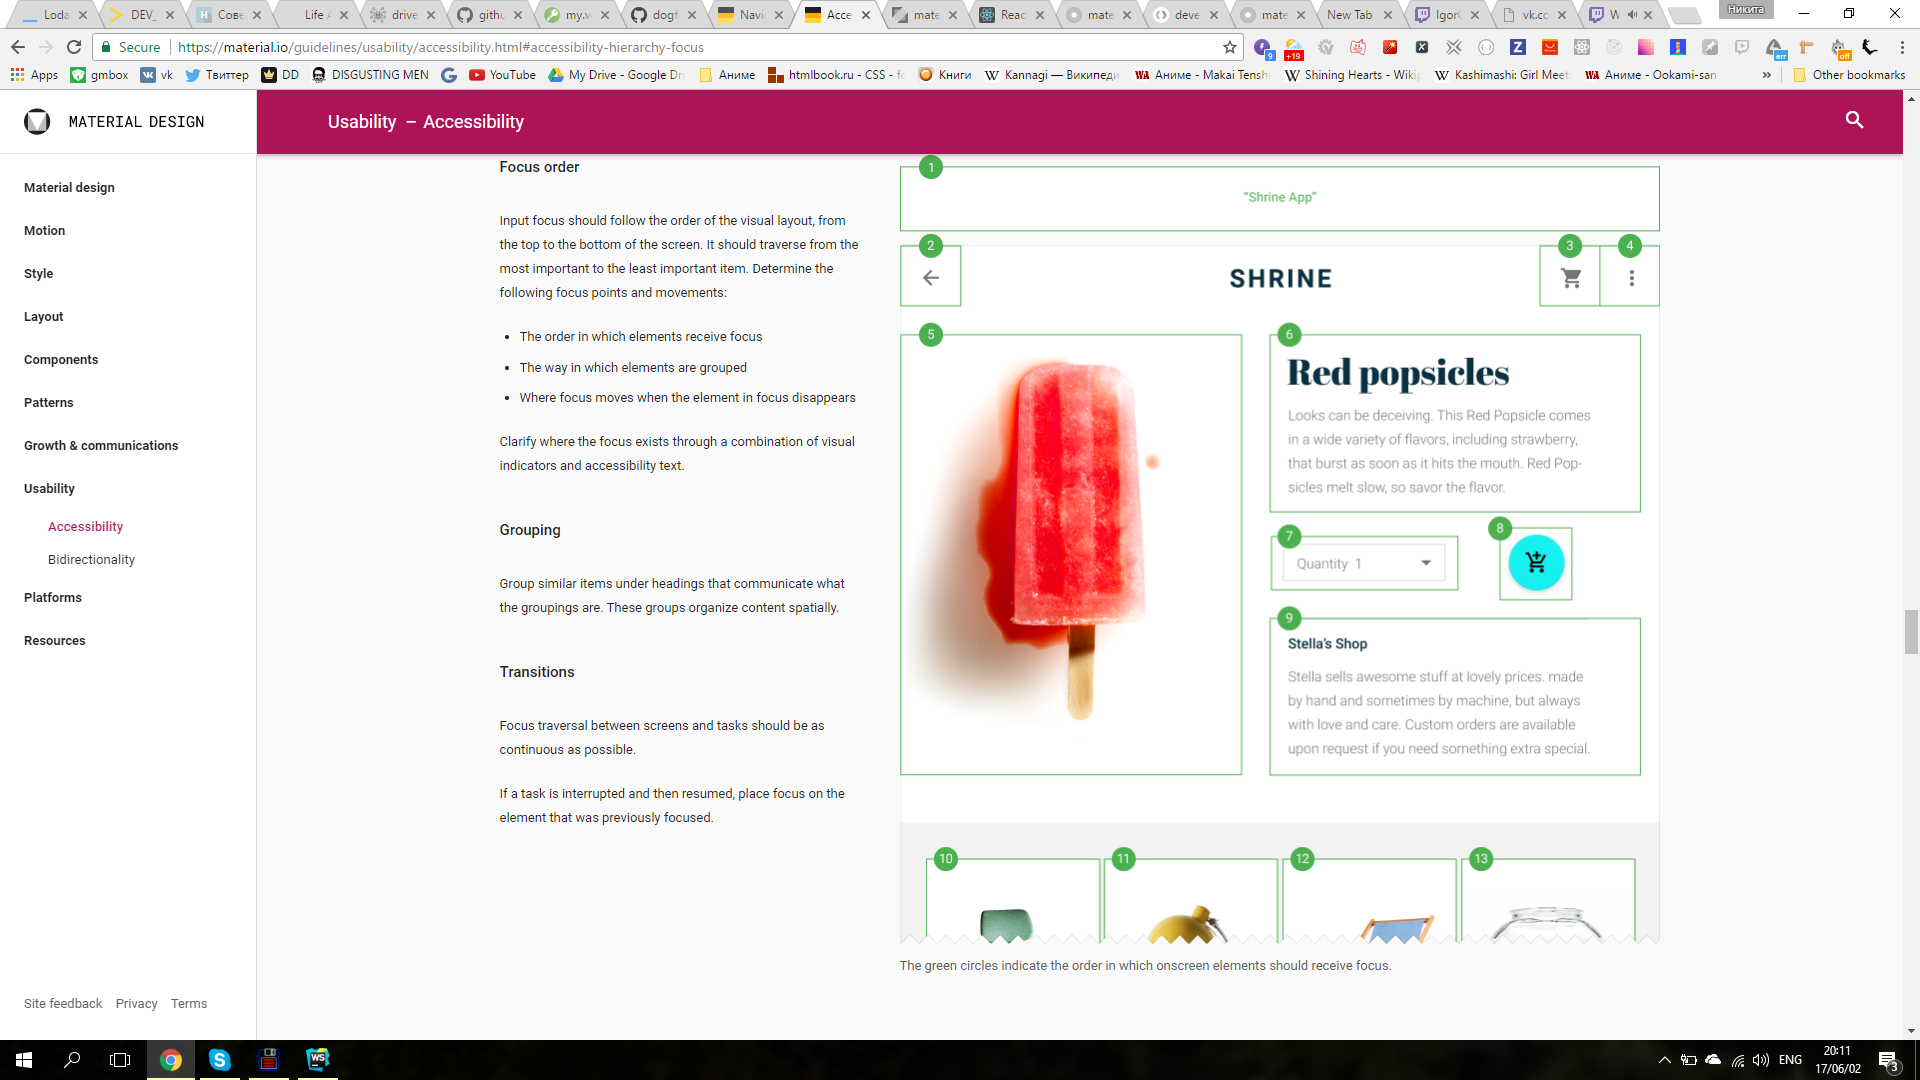 Loda
DEV_
Сове
Life
drive
githu
my.v
dogf
Navi
Acce
mate
Reac
mate
deve
mate
New Tab
Igor
vk.co
W
Никита
Secure
https://material.io/guidelines/usability/accessibility.html#accessibility-hierarchy-focus
9
+19
err
off
Apps
gmbox
vk
Твиттер
DD
DISGUSTING MEN
YouTube
My Drive - Google Dr
Аниме
htmlbook.ru - CSS - г
Книги
Kannagi — Википеди
Аниме - Makai Tensh
Shining Hearts - Wiki
Kashimashi: Girl Meet
Аниме - Ookami-san
»
Other bookmarks
MATERIAL DESIGN
Usability – Accessibility
Material design
Motion
Style
Layout
Components
Patterns
Growth & communications
Usability
Accessibility
Bidirectionality
Platforms
Resources
Site feedback Privacy Terms
Focus order
Input focus should follow the order of the visual layout, from
the top to the bottom of the screen. It should traverse from the
most important to the least important item. Determine the
following focus points and movements:
• The order in which elements receive focus
• The way in which elements are grouped
• Where focus moves when the element in focus disappears
Clarify where the focus exists through a combination of visual
indicators and accessibility text.
Grouping
Group similar items under headings that communicate what
the groupings are. These groups organize content spatially.
Transitions
Focus traversal between screens and tasks should be as
continuous as possible.
If a task is interrupted and then resumed, place focus on the
element that was previously focused.
1
“Shrine App”
2
SHRINE
3
4
5
6
Red popsicles
Looks can be deceiving. This Red Popsicle comes
in a wide variety of flavors, including strawberry,
that burst as soon as it hits the mouth. Red Pop-
sicles melt slow, so savor the flavor.
7
Quantity 1
8
9
Stella's Shop
Stella sells awesome stuff at lovely prices. made
by hand and sometimes by machine, but always
with love and care. Custom orders are available
upon request if you need something extra special.
10
11
12
13
The green circles indicate the order in which onscreen elements should receive focus.
ENG
20:11
17/06/02
3